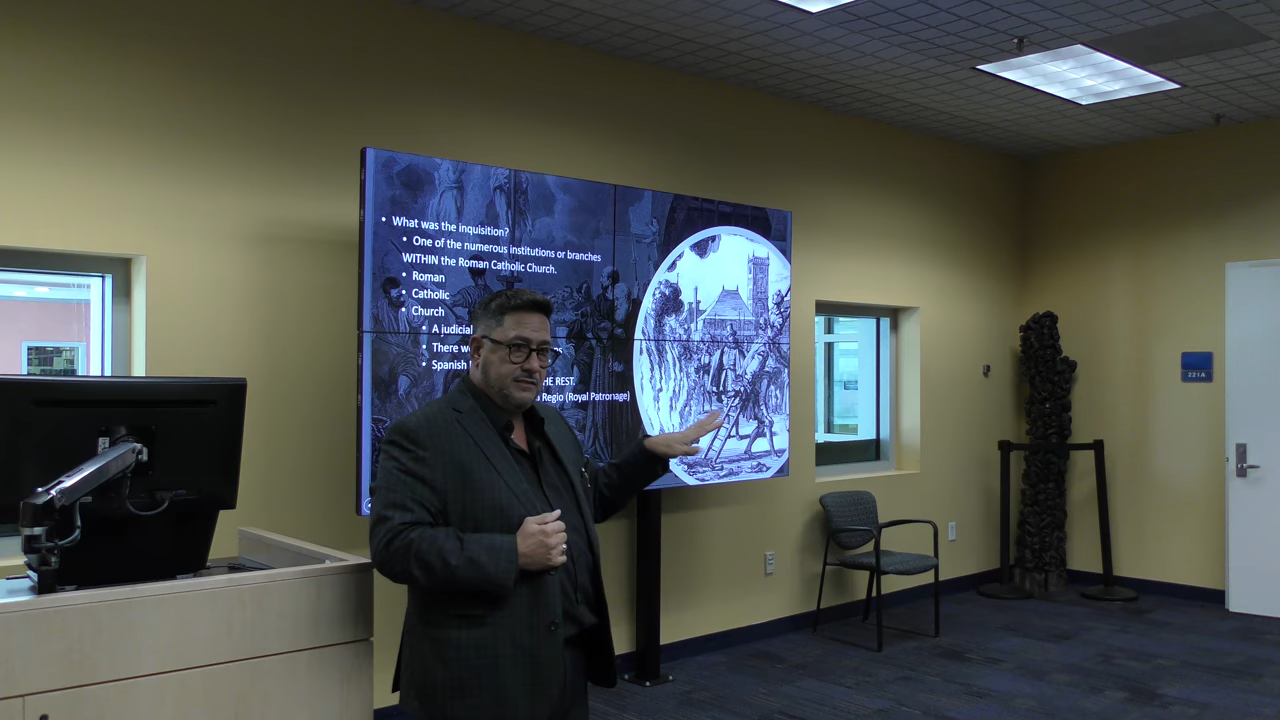 • What was the inquisition?
• One of the numerous institutions or branches
WITHIN the Roman Catholic Church.
• Roman
• Catholic
• Church
• A judicial
• There
• Spanish
THE REST.
Regio (Royal Patronage)
221A